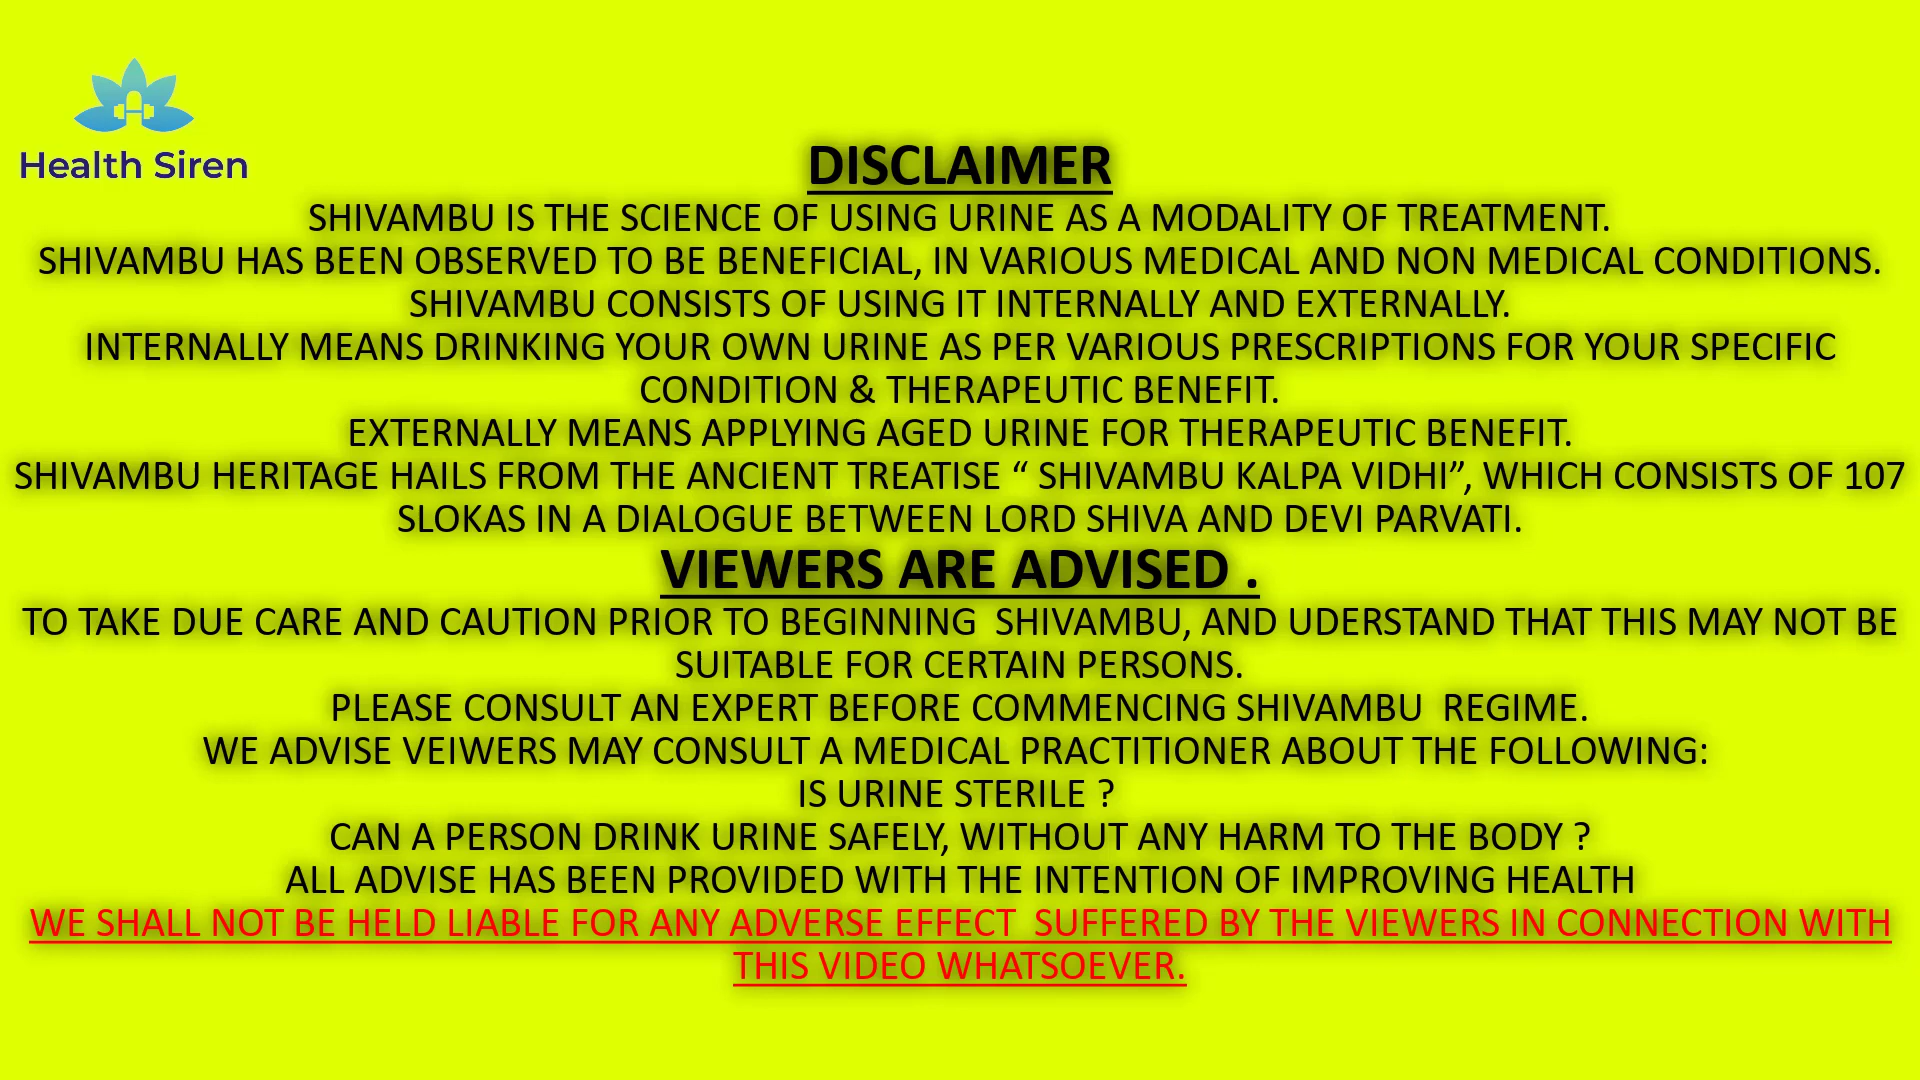 Health Siren
DISCLAIMER
SHIVAMBU IS THE SCIENCE OF USING URINE AS A MODALITY OF TREATMENT.
SHIVAMBU HAS BEEN OBSERVED TO BE BENEFICIAL, IN VARIOUS MEDICAL AND NON MEDICAL CONDITIONS.
SHIVAMBU CONSISTS OF USING IT INTERNALLY AND EXTERNALLY.
INTERNALLY MEANS DRINKING YOUR OWN URINE AS PER VARIOUS PRESCRIPTIONS FOR YOUR SPECIFIC
CONDITION & THERAPEUTIC BENEFIT.
EXTERNALLY MEANS APPLYING AGED URINE FOR THERAPEUTIC BENEFIT.
SHIVAMBU HERITAGE HAILS FROM THE ANCIENT TREATISE “ SHIVAMBU KALPA VIDHI”, WHICH CONSISTS OF 107
SLOKAS IN A DIALOGUE BETWEEN LORD SHIVA AND DEVI PARVATI.
VIEWERS ARE ADVISED .
TO TAKE DUE CARE AND CAUTION PRIOR TO BEGINNING  SHIVAMBU, AND UDERSTAND THAT THIS MAY NOT BE
SUITABLE FOR CERTAIN PERSONS.
PLEASE CONSULT AN EXPERT BEFORE COMMENCING SHIVAMBU  REGIME.
WE ADVISE VEIWERS MAY CONSULT A MEDICAL PRACTITIONER ABOUT THE FOLLOWING:
IS URINE STERILE ?
CAN A PERSON DRINK URINE SAFELY, WITHOUT ANY HARM TO THE BODY ?
ALL ADVISE HAS BEEN PROVIDED WITH THE INTENTION OF IMPROVING HEALTH
WE SHALL NOT BE HELD LIABLE FOR ANY ADVERSE EFFECT  SUFFERED BY THE VIEWERS IN CONNECTION WITH
THIS VIDEO WHATSOEVER.